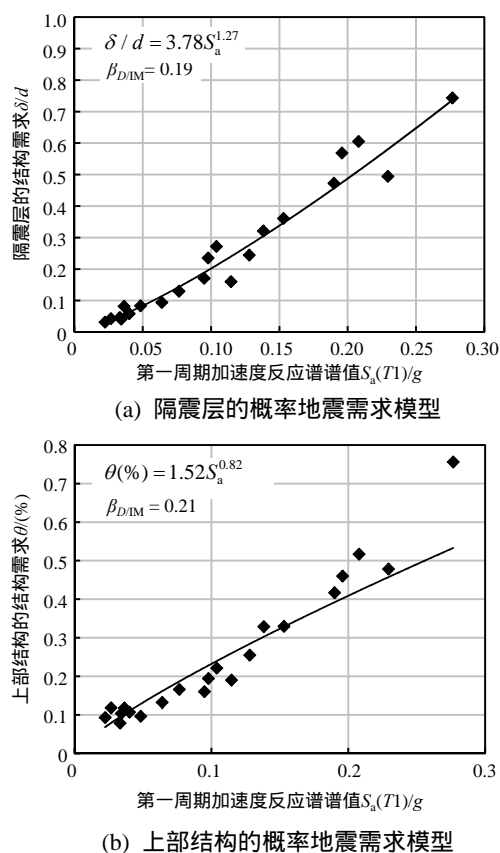 1.0
0.9
0.8
0.7
0.6
0.5
0.4
0.3
0.2
0.1
0
δ/d = 3.78Sa^1.27
βD/IM= 0.19
隔震层的结构需求δ/d
0 0.05 0.10 0.15 0.20 0.25 0.30
第一周期加速度反应谱谱值Sa(T1)/g
(a) 隔震层的概率地震需求模型
0.8
0.7
0.6
0.5
0.4
0.3
0.2
0.1
0
θ(%) = 1.52Sa^0.82
βD/IM = 0.21
上部结构的结构需求θ/(%)
0 0.1 0.2 0.3
第一周期加速度反应谱谱值Sa(T1)/g
(b) 上部结构的概率地震需求模型